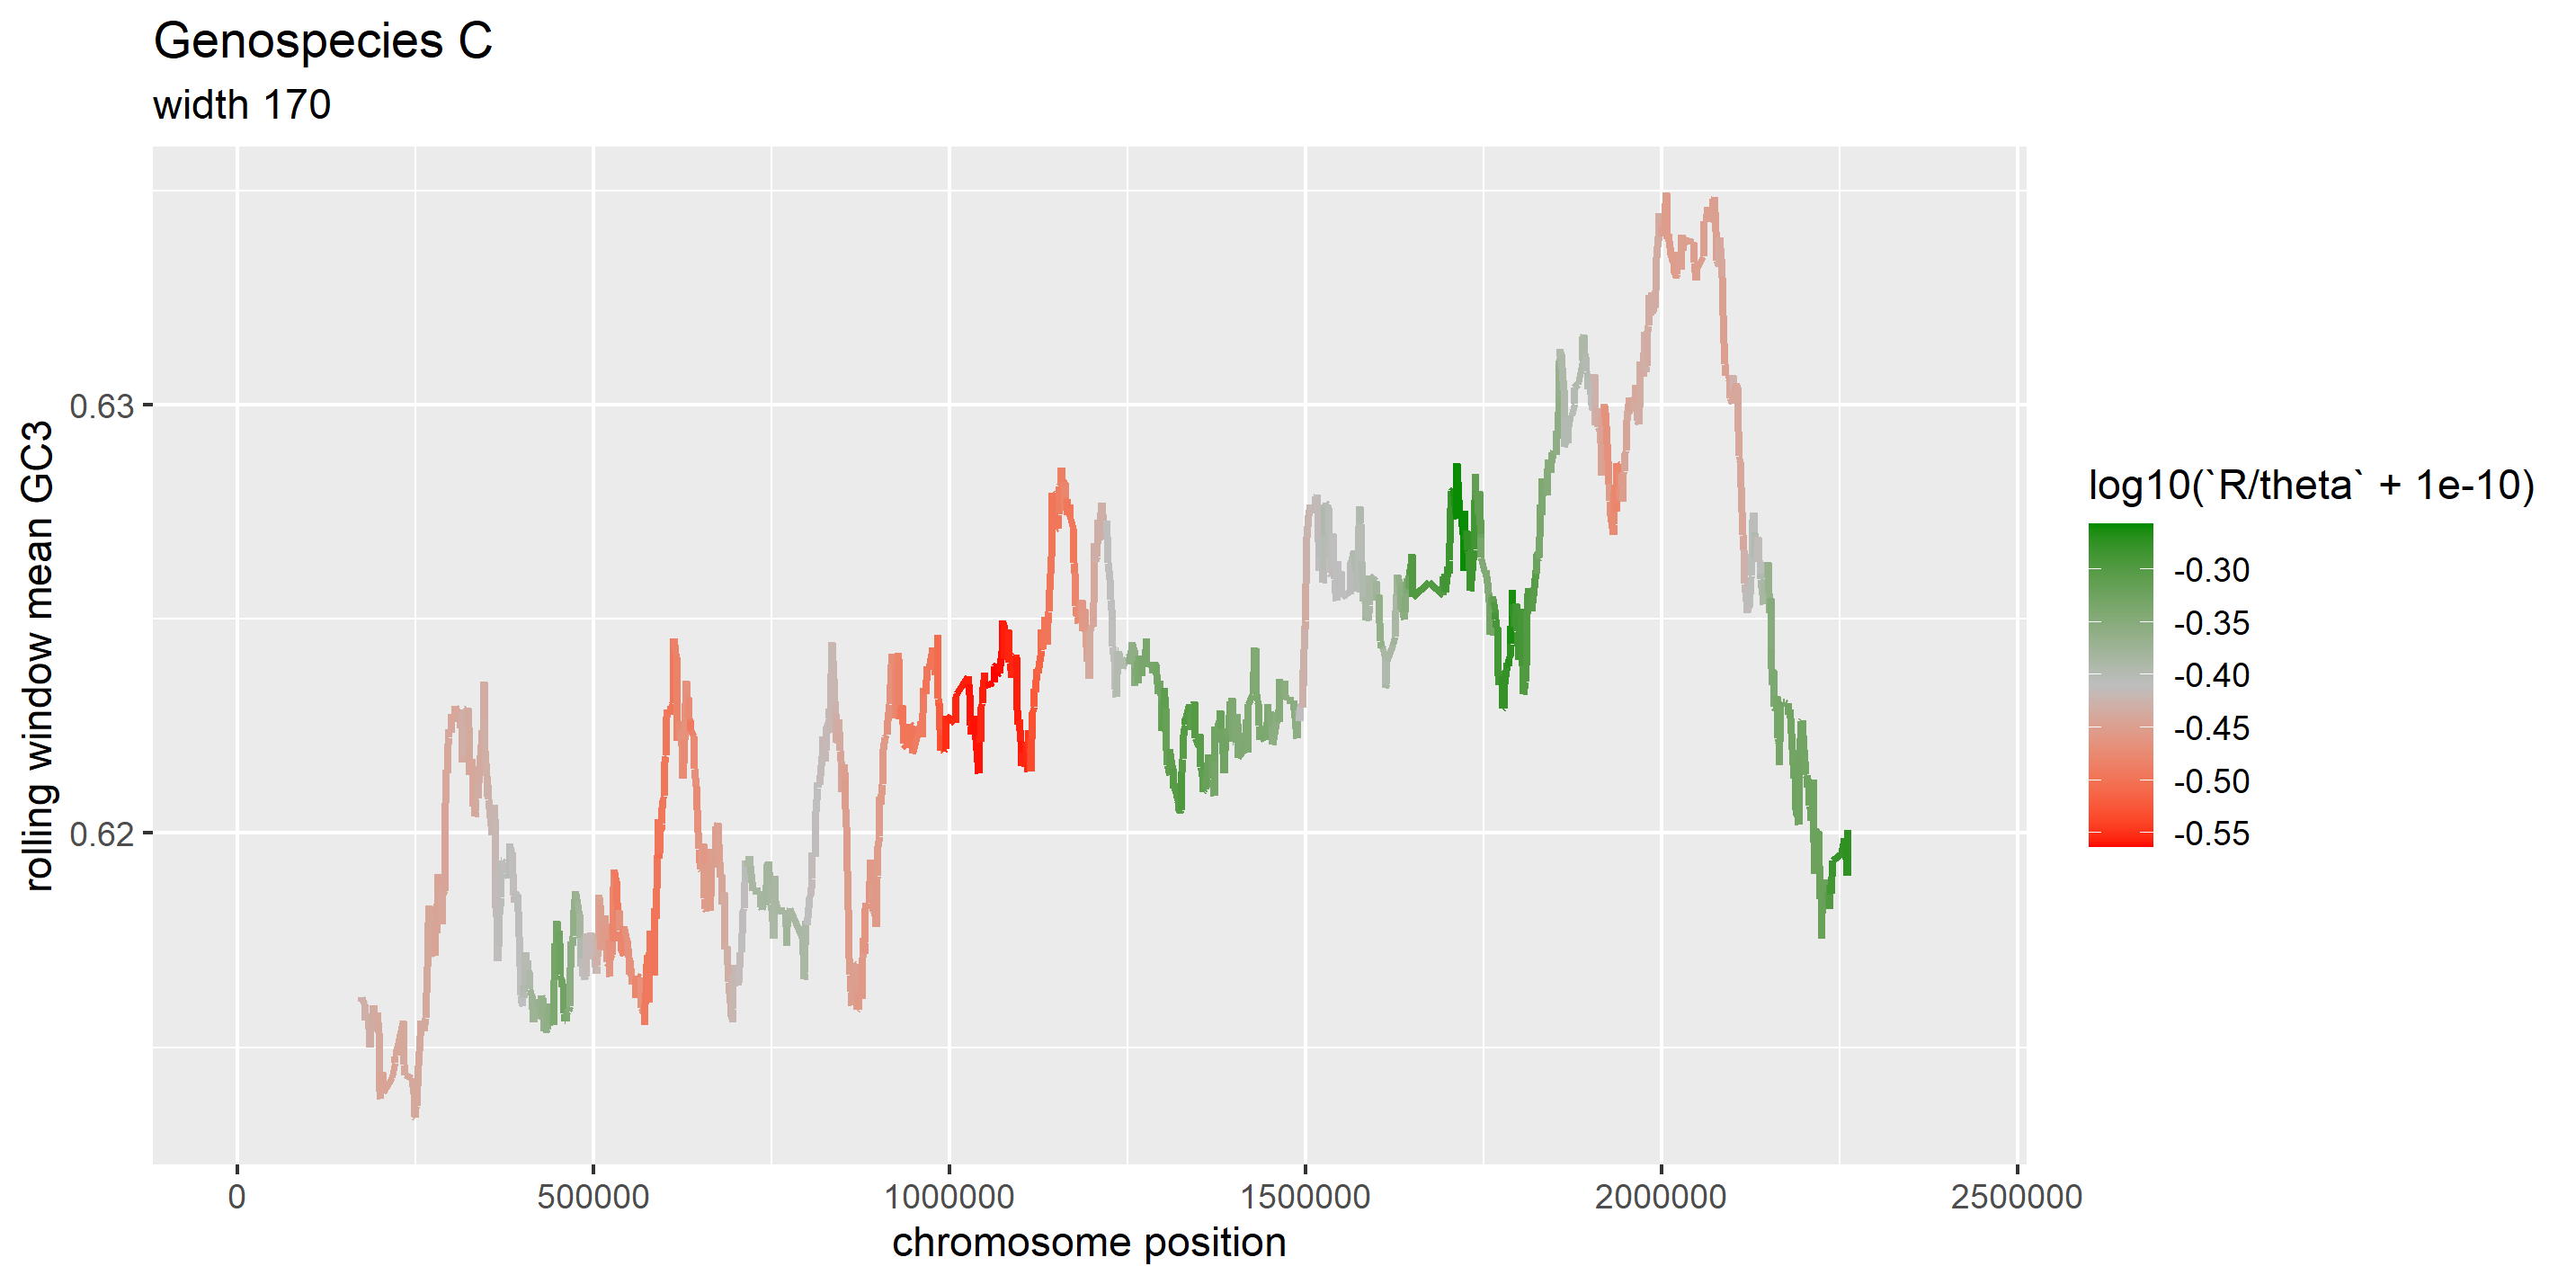 Genospecies C
width 170
rolling window mean GC3
0.63
0.62
0
500000
1000000
1500000
2000000
2500000
chromosome position
log10(`R/theta` + 1e-10)
-0.30
-0.35
-0.40
-0.45
-0.50
-0.55